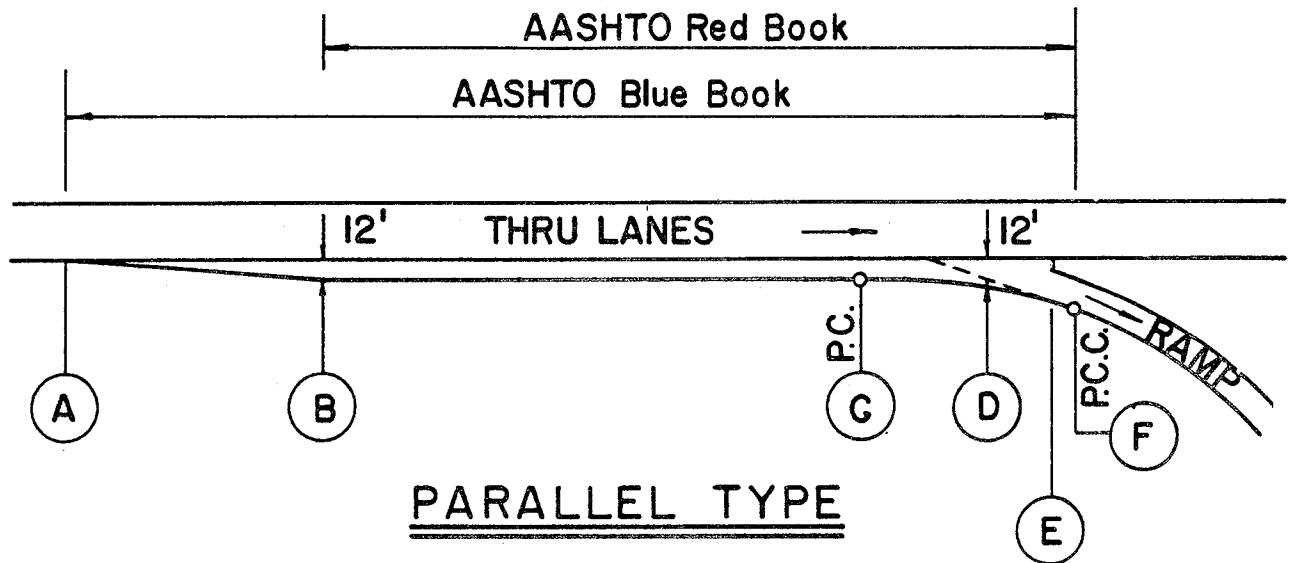 AASHTO Red Book
AASHTO Blue Book
12' THRU LANES 12'
P.C.
P.C.C.
RAMP
A B G D F
PARALLEL TYPE
E